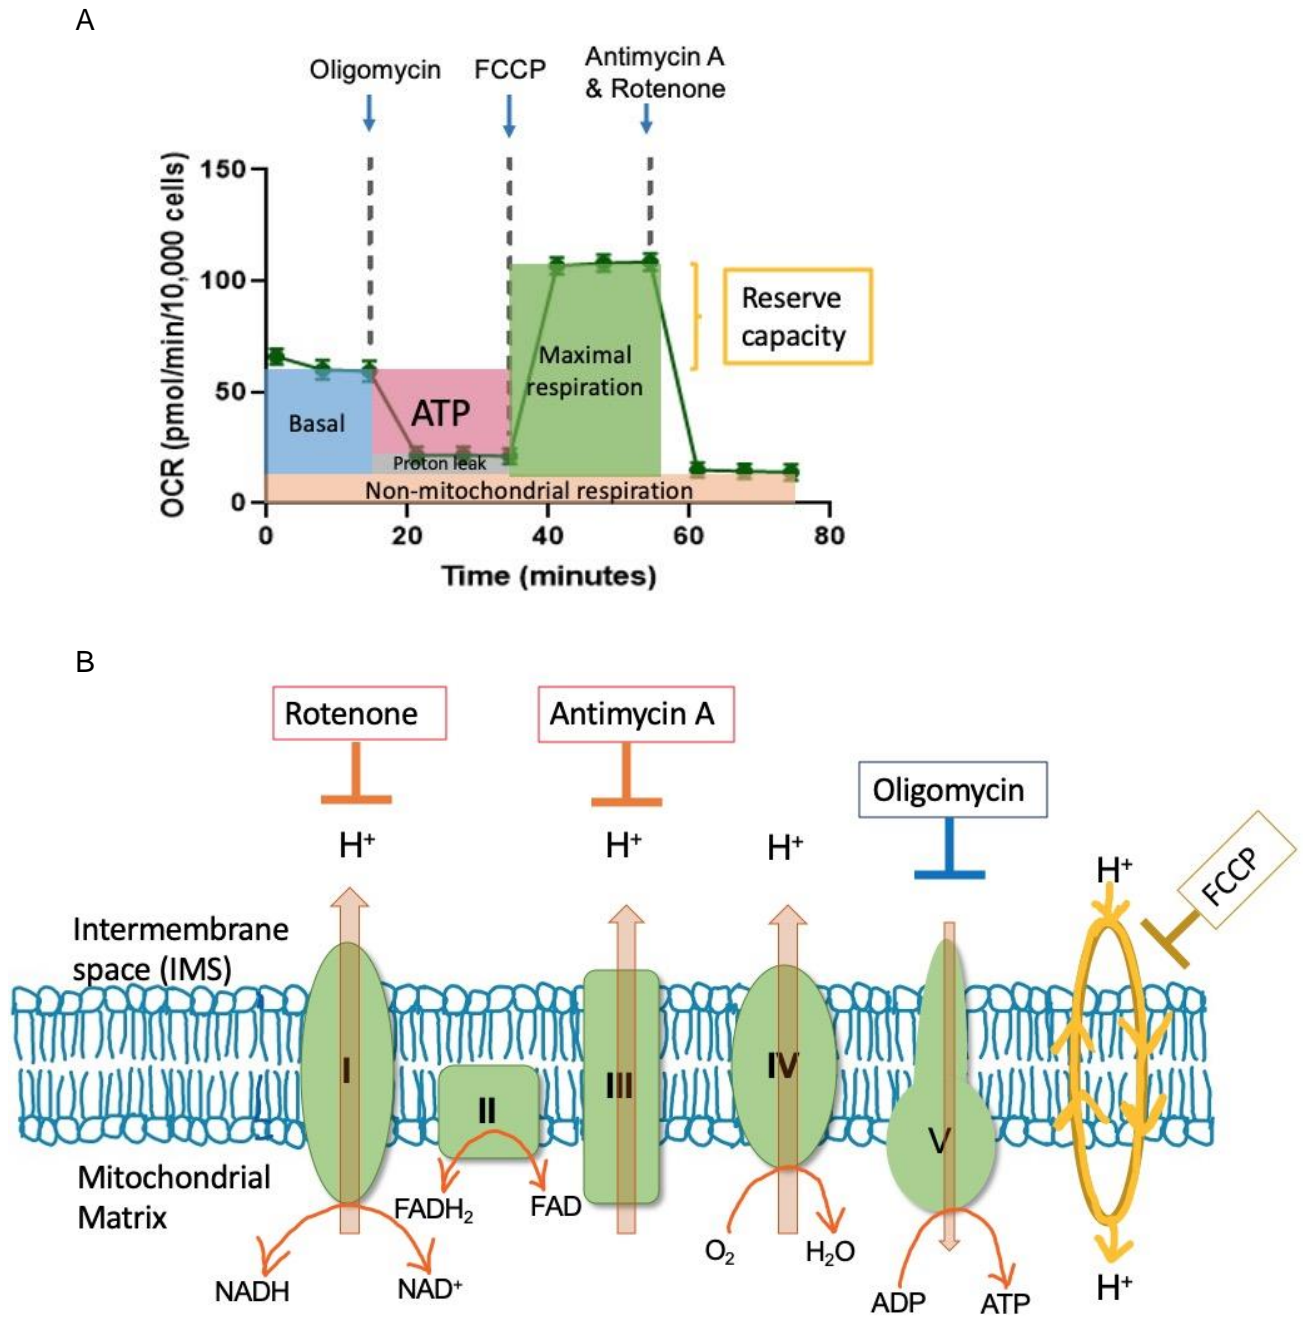 A
Oligomycin
FCCP
Antimycin A
& Rotenone
OCR (pmol/min/10,000 cells)
150
100
50
0
Reserve
capacity
Maximal
respiration
Basal
ATP
Proton leak
Non-mitochondrial respiration
0 20 40 60 80
Time (minutes)
B
Rotenone
Antimycin A
Oligomycin
FCCP
H⁺
H⁺
H⁺
H⁺
Intermembrane
space (IMS)
I
II
III
IV
V
Mitochondrial
Matrix
FADH₂
FAD
O₂
H₂O
NADH
NAD⁺
ADP
ATP
H⁺